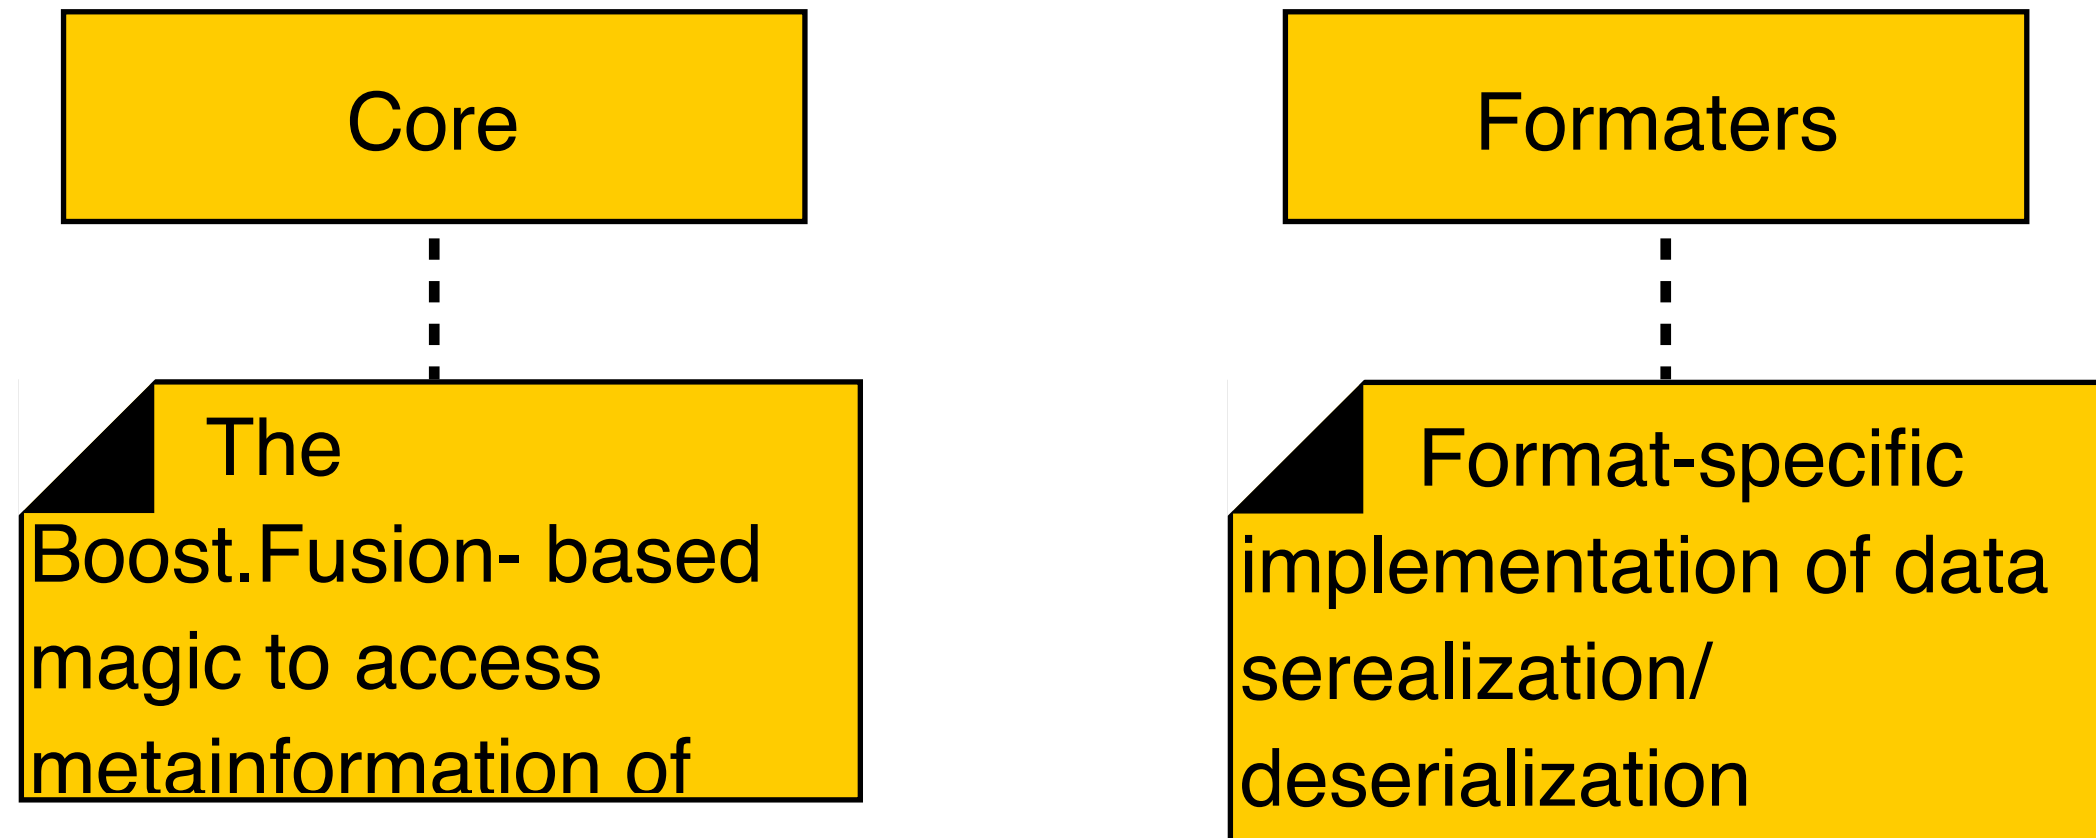 Core
Formaters
The
Boost.Fusion- based
magic to access
metainformation of
Format-specific
implementation of data
serealization/
deserialization